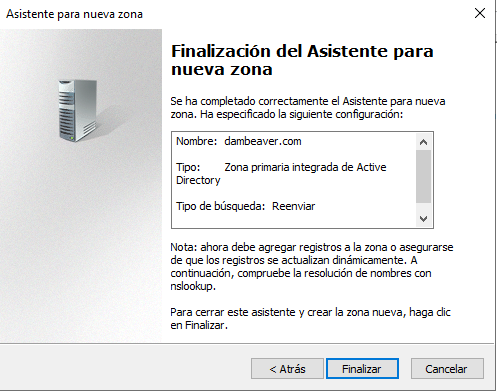 Asistente para nueva zona
Finalización del Asistente para
nueva zona
Se ha completado correctamente el Asistente para nueva
zona. Ha especificado la siguiente configuración:
Nombre: dambeaver.com
Tipo: Zona primaria integrada de Active
Directory
Tipo de búsqueda: Reenviar
Nota: ahora debe agregar registros a la zona o asegurarse
de que los registros se actualizan dinámicamente. A
continuación, compruebe la resolución de nombres con
nslookup.
Para cerrar este asistente y crear la zona nueva, haga clic
en Finalizar.
< Atrás Finalizar Cancelar